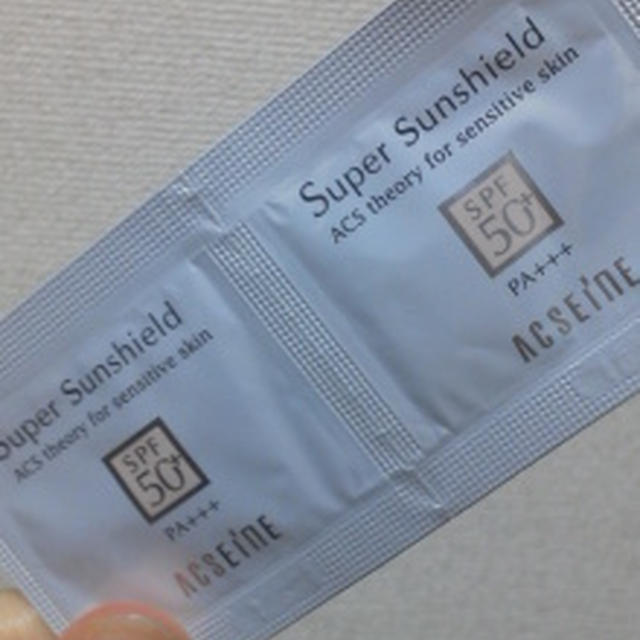 Super Sunshield
ACS theory for sensitive skin
SPF
50+
PA+++
ACSEINE
Super Sunshield
ACS theory for sensitive skin
SPF
50+
PA+++
ACSEINE